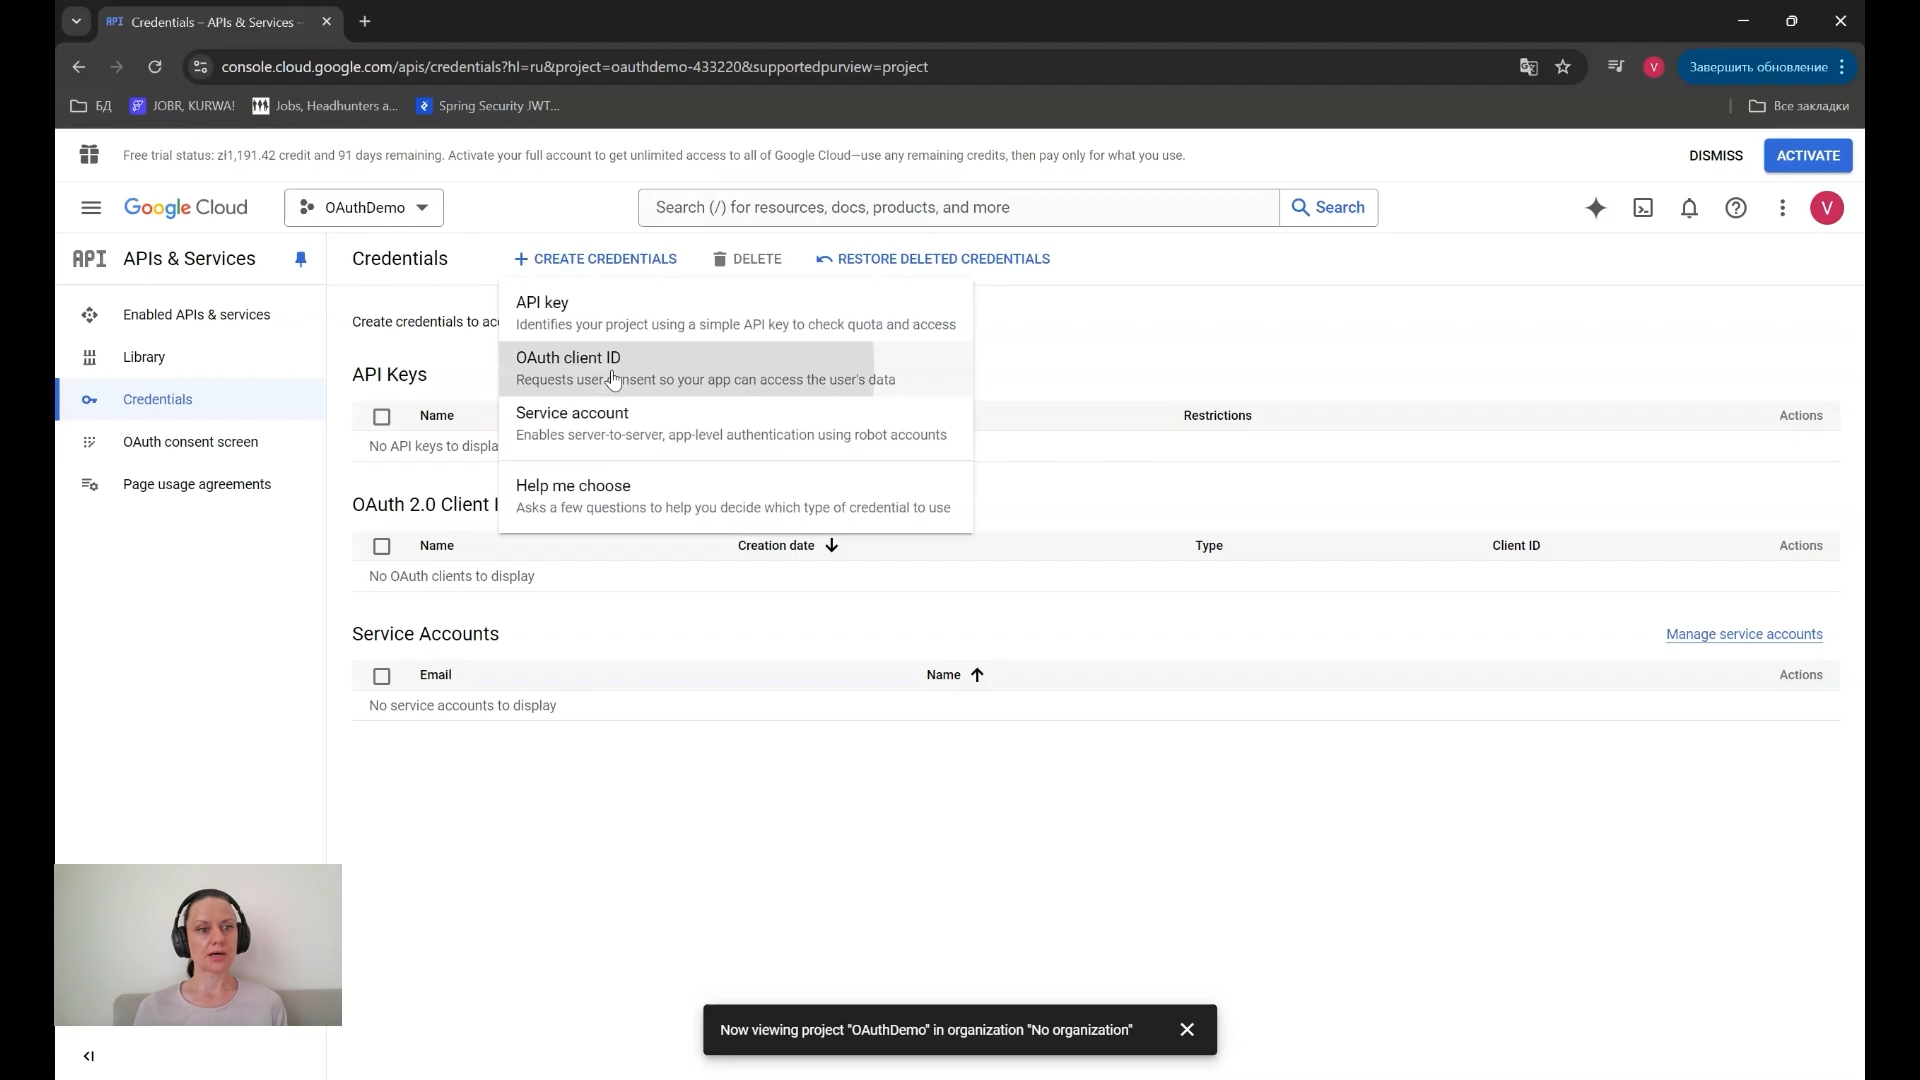 API Credentials – APIs & Services –
console.cloud.google.com/apis/credentials?hl=ru&project=oauthdemo-433220&supportedpurview=project
V
Завершить обновление
БД
JOBR, KURWA!
Jobs, Headhunters a...
Spring Security JWT...
Все закладки
Free trial status: zł1,191.42 credit and 91 days remaining. Activate your full account to get unlimited access to all of Google Cloud—use any remaining credits, then pay only for what you use.
DISMISS
ACTIVATE
Google Cloud
OAuthDemo
Search (/) for resources, docs, products, and more
Search
V
API APIs & Services
Credentials
+ CREATE CREDENTIALS
DELETE
RESTORE DELETED CREDENTIALS
Enabled APIs & services
Library
Credentials
OAuth consent screen
Page usage agreements
Create credentials to acc
API key
Identifies your project using a simple API key to check quota and access
OAuth client ID
Requests user consent so your app can access the user's data
Service account
Enables server-to-server, app-level authentication using robot accounts
Help me choose
Asks a few questions to help you decide which type of credential to use
API Keys
Name
Restrictions
Actions
No API keys to displa
OAuth 2.0 Client I
Name
Creation date
Type
Client ID
Actions
No OAuth clients to display
Service Accounts
Manage service accounts
Email
Name
Actions
No service accounts to display
Now viewing project "OAuthDemo" in organization "No organization"